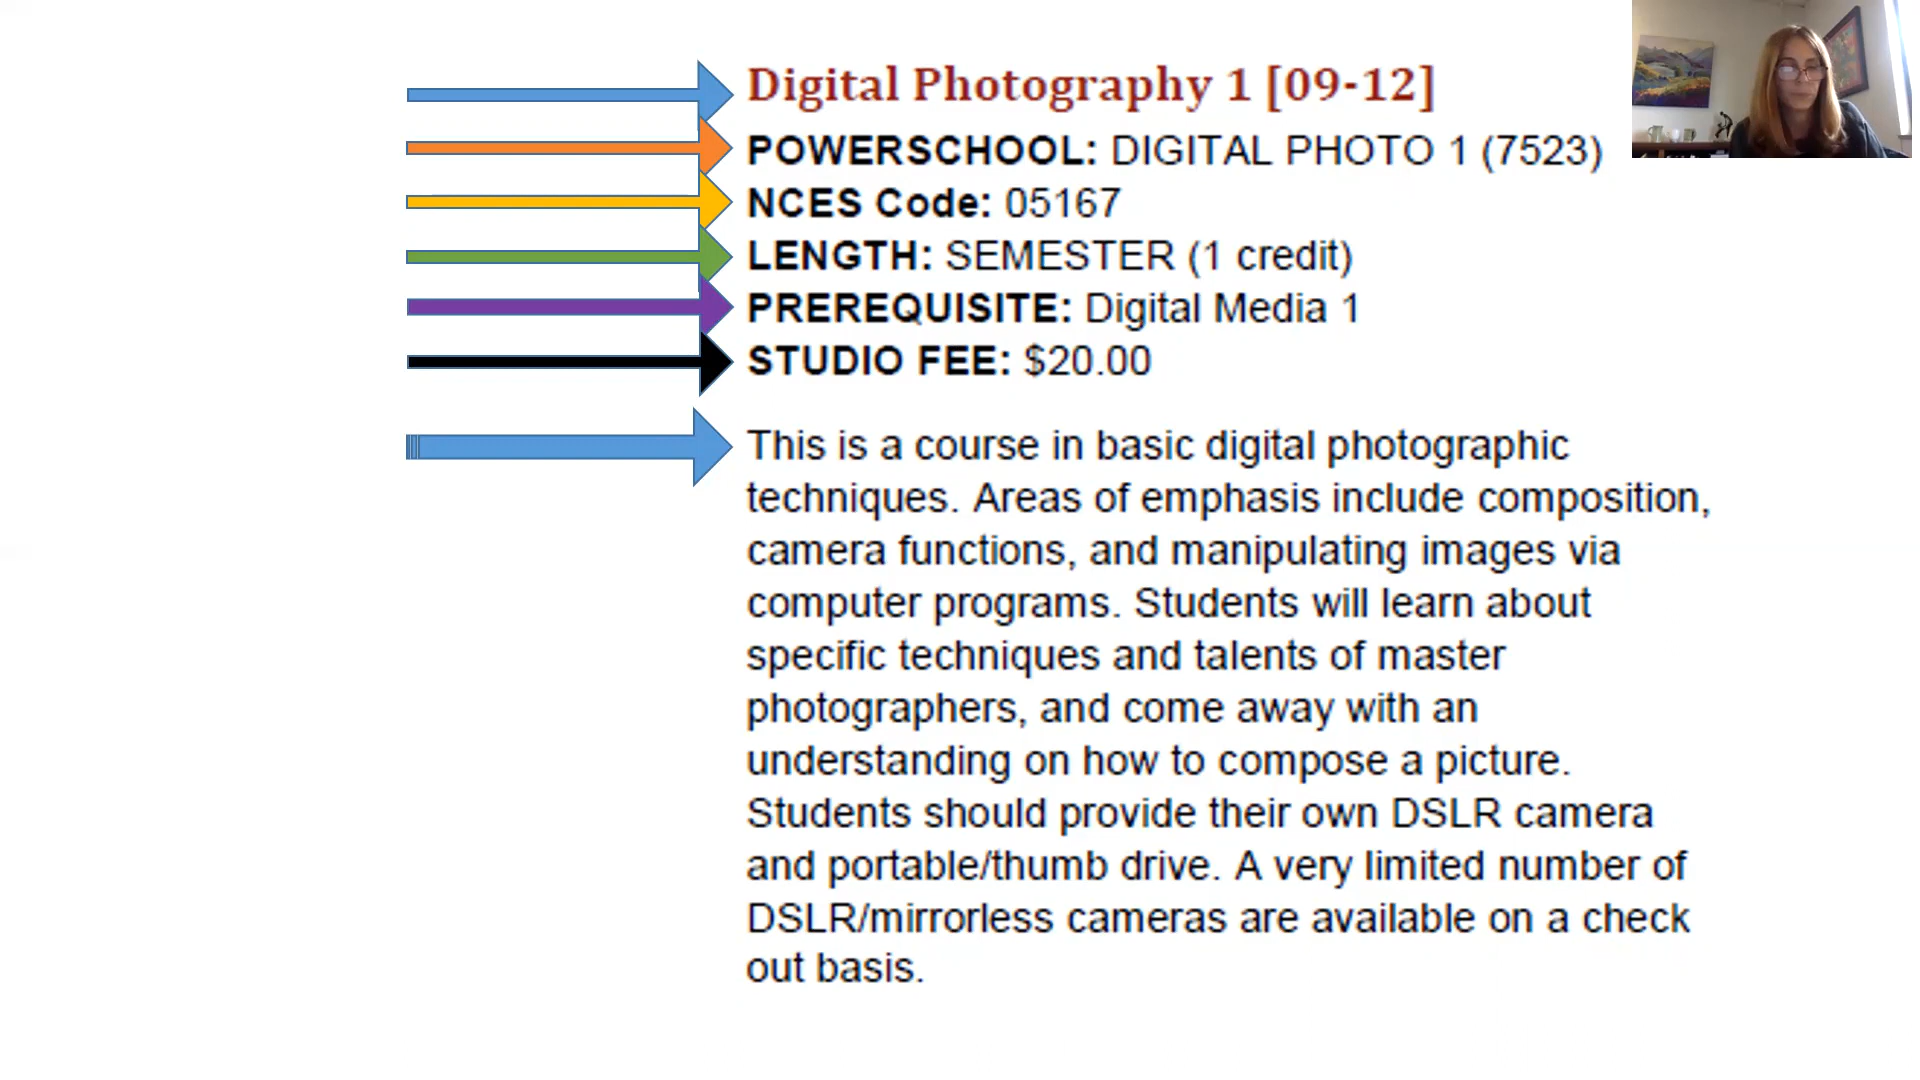 Digital Photography 1 [09-12]
POWERSCHOOL: DIGITAL PHOTO 1 (7523)
NCES Code: 05167
LENGTH: SEMESTER (1 credit)
PREREQUISITE: Digital Media 1
STUDIO FEE: $20.00
This is a course in basic digital photographic
techniques. Areas of emphasis include composition,
camera functions, and manipulating images via
computer programs. Students will learn about
specific techniques and talents of master
photographers, and come away with an
understanding on how to compose a picture.
Students should provide their own DSLR camera
and portable/thumb drive. A very limited number of
DSLR/mirrorless cameras are available on a check
out basis.